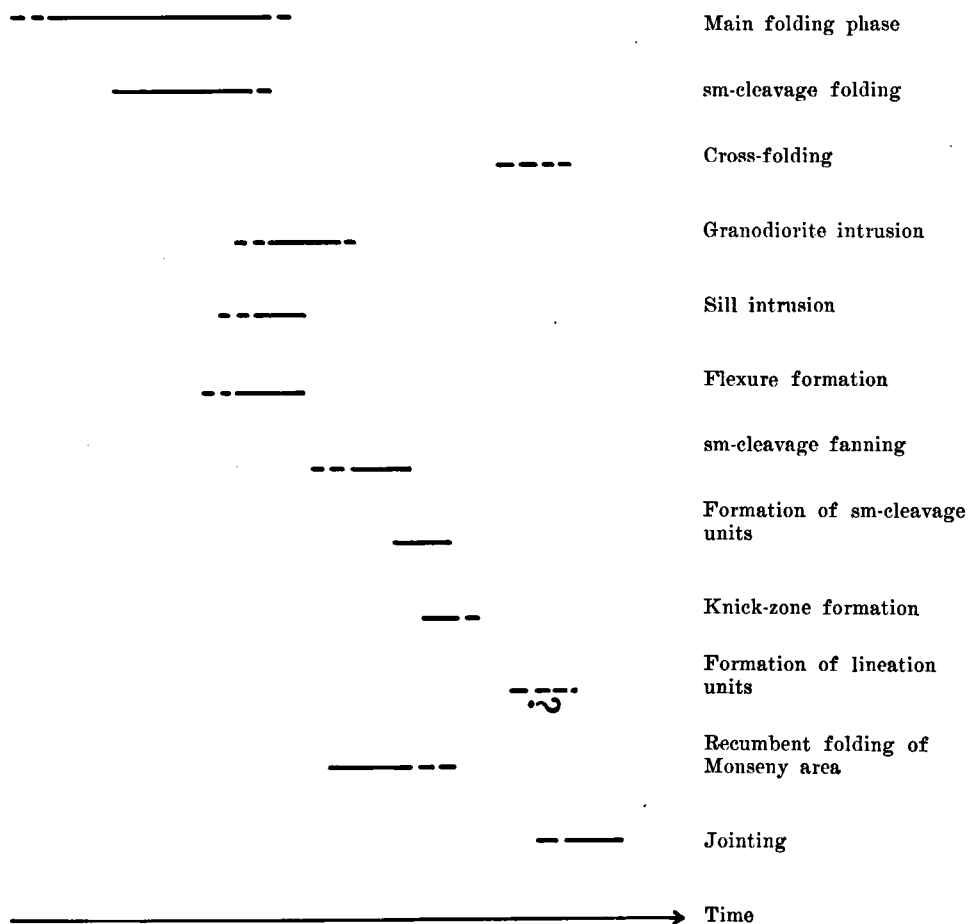 Main folding phase
sm-cleavage folding
Cross-folding
Granodiorite intrusion
Sill intrusion
Flexure formation
sm-cleavage fanning
Formation of sm-cleavage
units
Knick-zone formation
Formation of lineation
units
?
Recumbent folding of
Monseny area
Jointing
Time